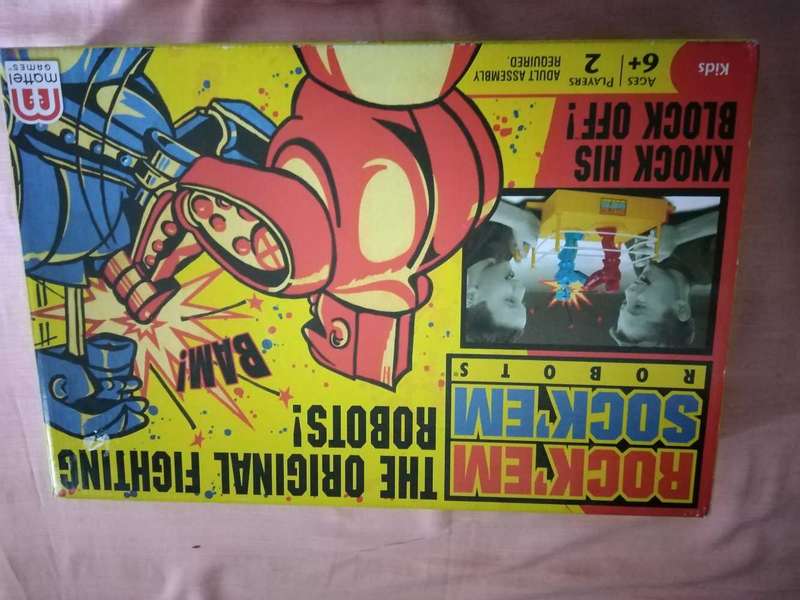 ROCK'EM
SOCK'EM
ROBOTS
THE ORIGINAL FIGHTING
ROBOTS!
BAM!
KNOCK HIS
BLOCK OFF!
Kids
AGES
6+
PLAYERS
2
ADULT ASSEMBLY
REQUIRED.
mattel
GAMES